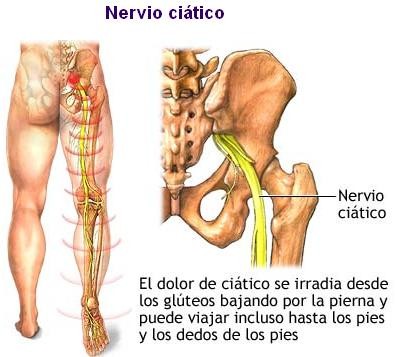 Nervio ciático
Nervio
ciático
El dolor de ciático se irradia desde
los glúteos bajando por la pierna y
puede viajar incluso hasta los pies
y los dedos de los pies